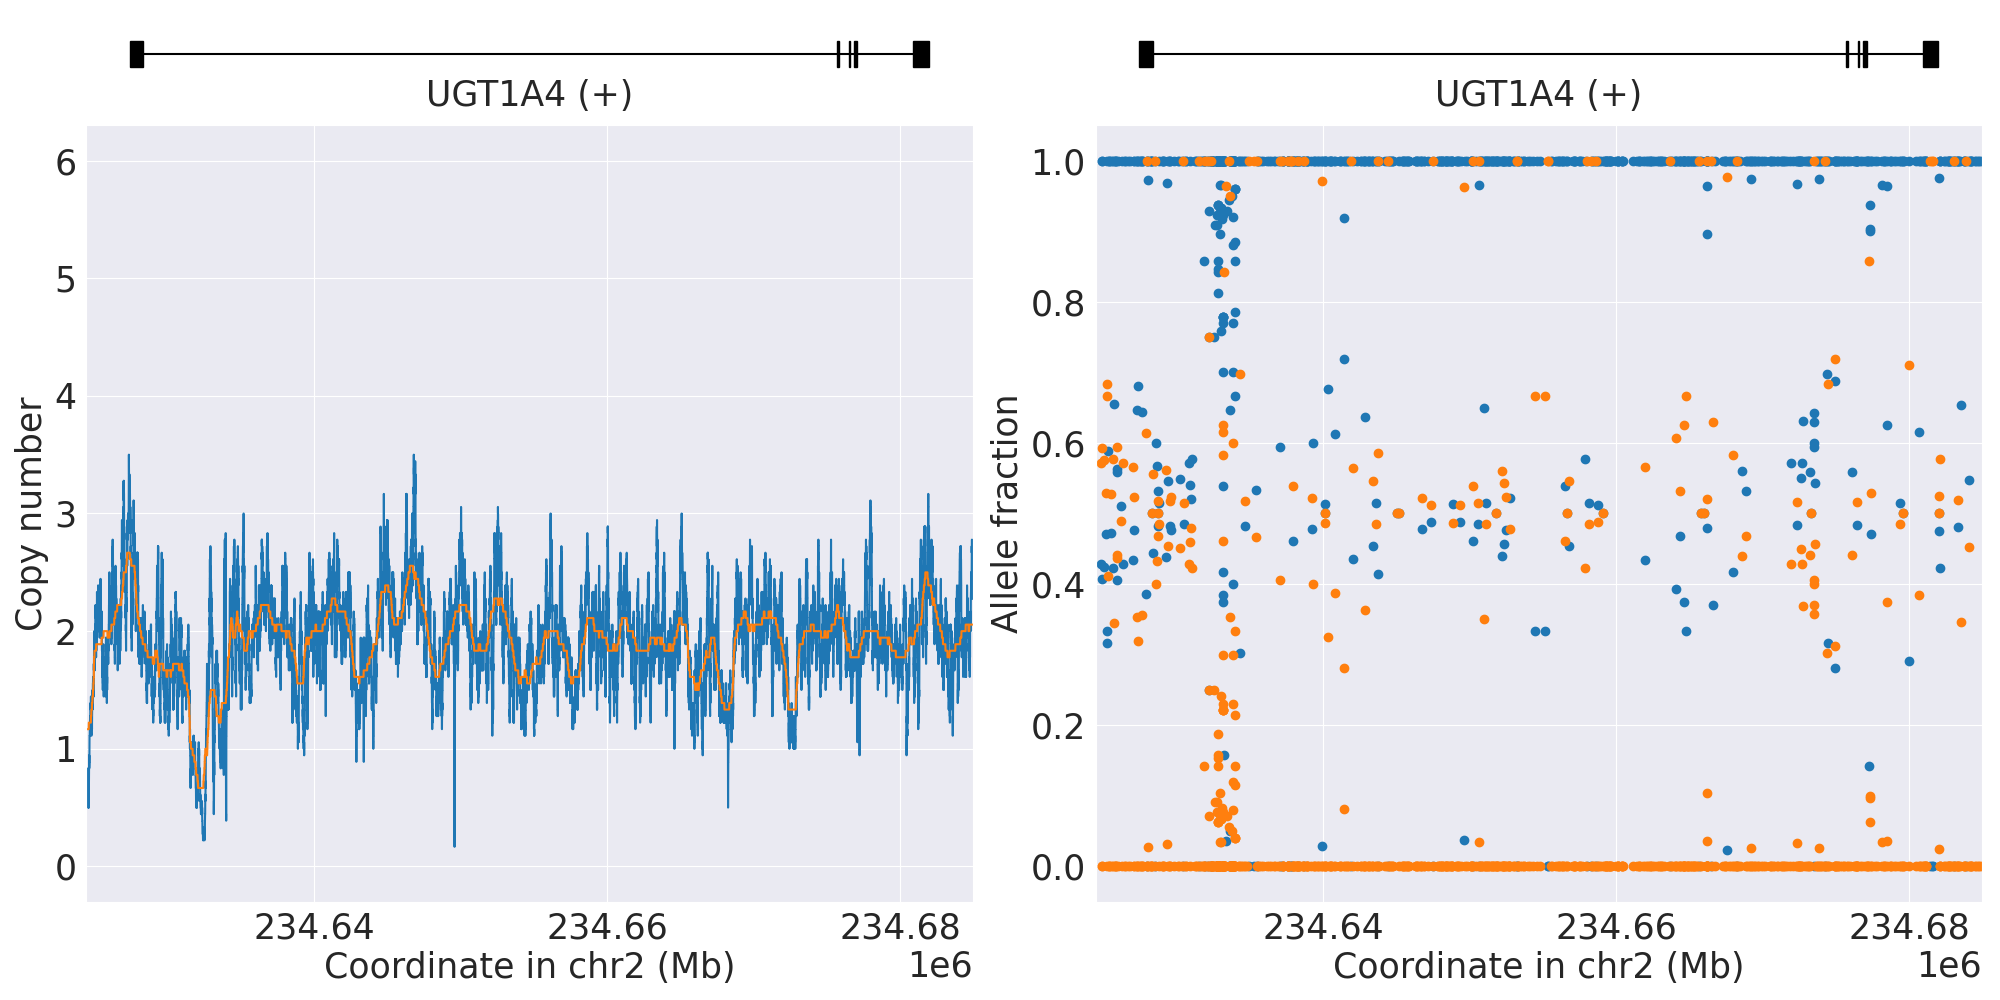 UGT1A4 (+)
6
5
4
3
2
1
0
Copy number
234.64
234.66
234.68
Coordinate in chr2 (Mb)
1e6
UGT1A4 (+)
1.0
0.8
0.6
0.4
0.2
0.0
Allele fraction
234.64
234.66
234.68
Coordinate in chr2 (Mb)
1e6